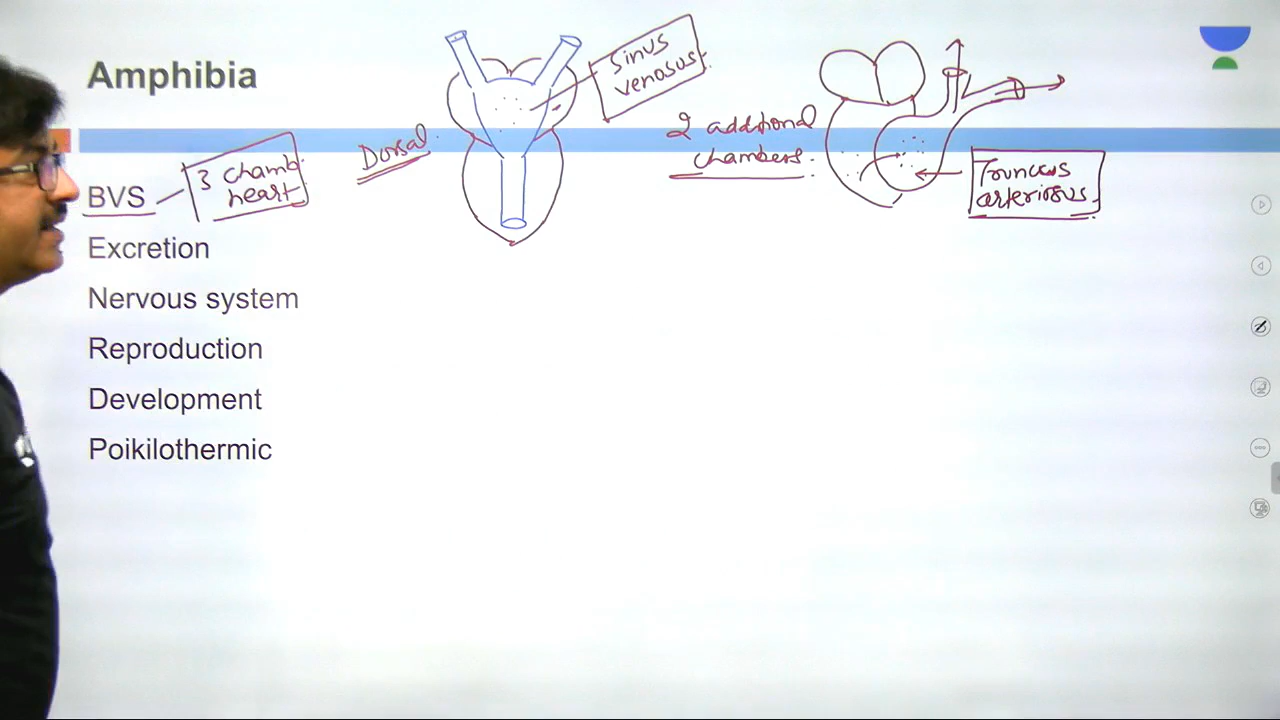 Amphibia
Sinus
venosus
2 additional
chambers.
Dorsal
BVS
3 chamb
heart
Truncus
arteriosus
Excretion
Nervous system
Reproduction
Development
Poikilothermic